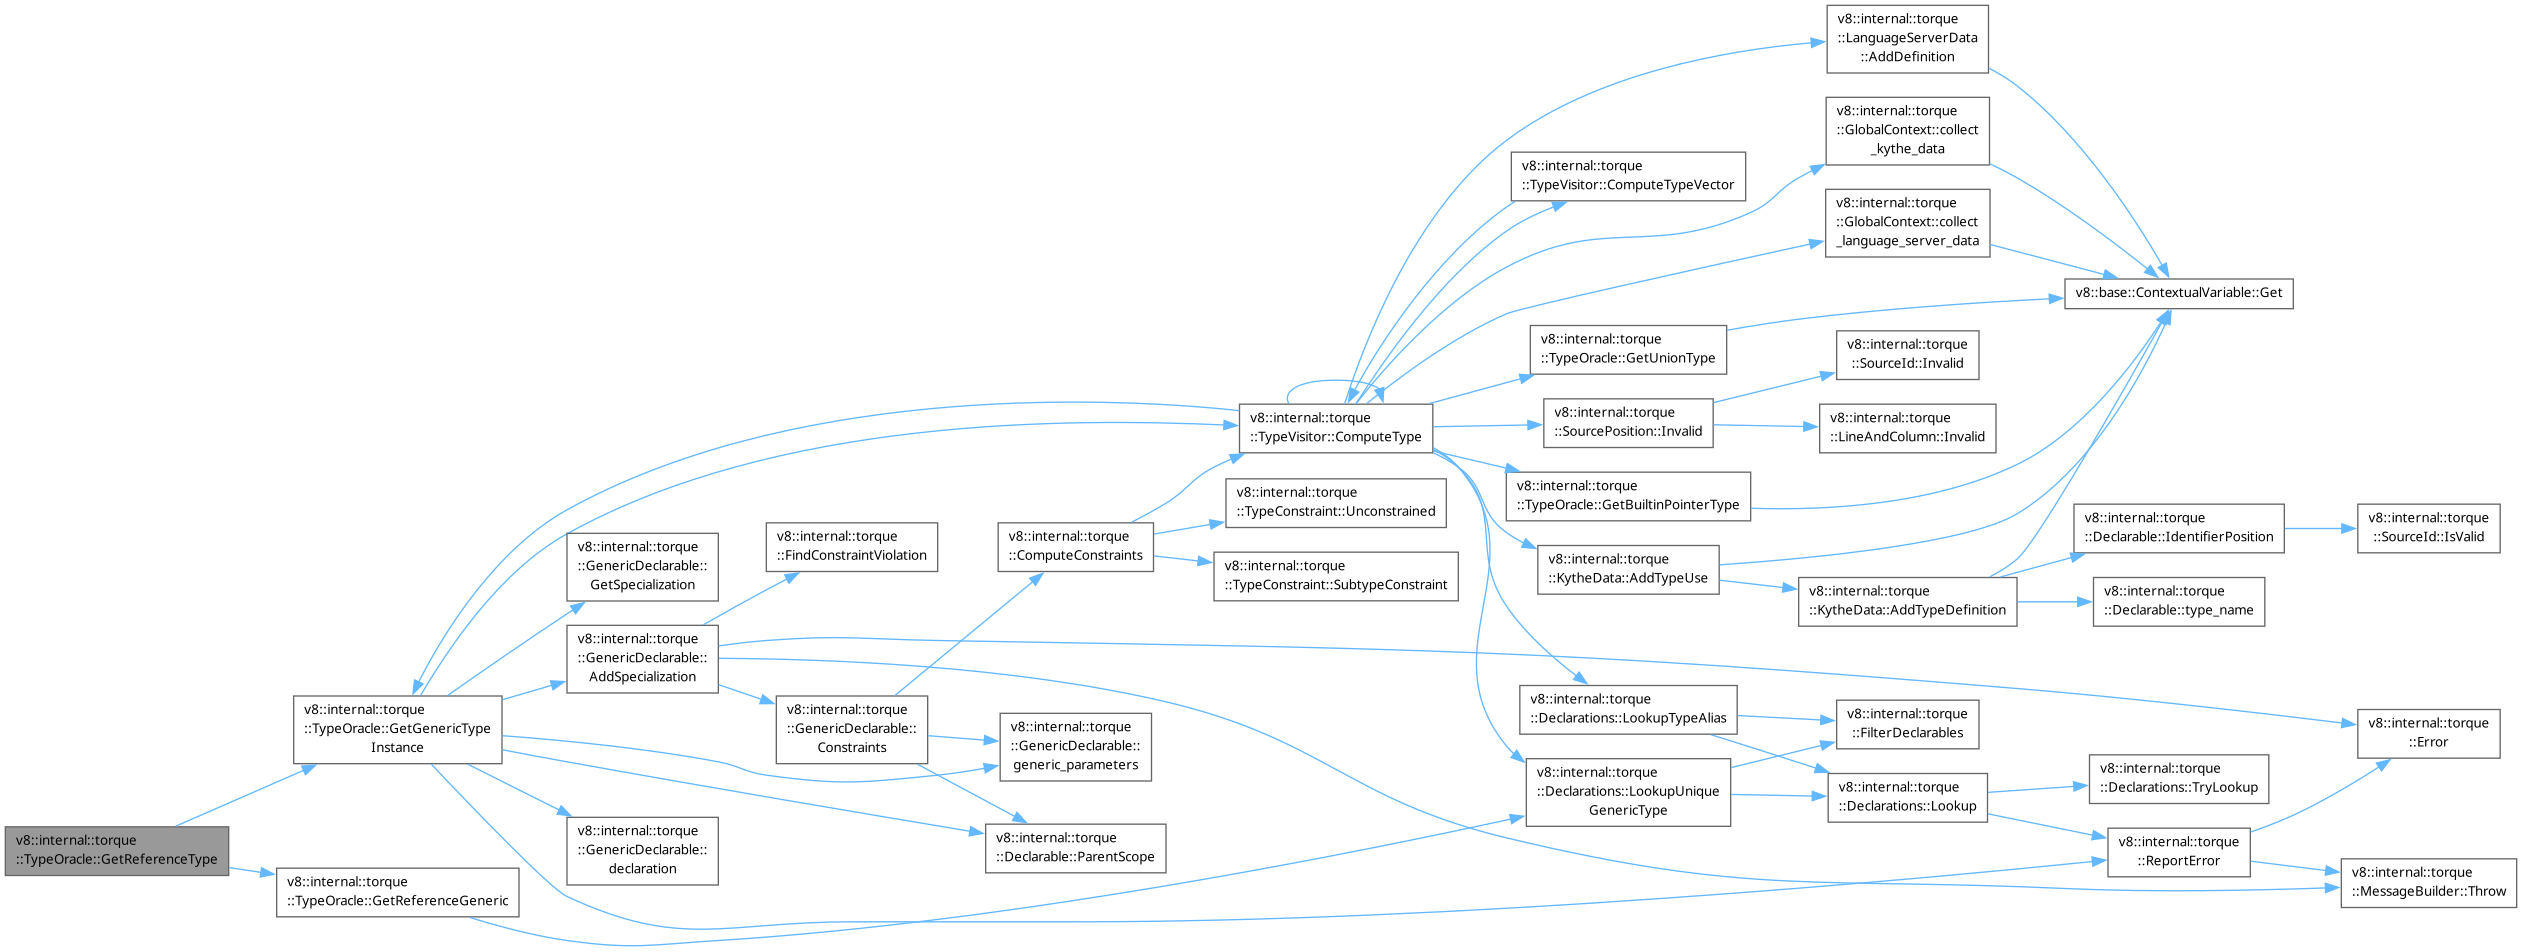 v8::internal::torque
::TypeOracle::GetReferenceType
v8::internal::torque
::TypeOracle::GetGenericType
Instance
v8::internal::torque
::TypeOracle::GetReferenceGeneric
v8::internal::torque
::GenericDeclarable::
GetSpecialization
v8::internal::torque
::GenericDeclarable::
AddSpecialization
v8::internal::torque
::GenericDeclarable::
declaration
v8::internal::torque
::FindConstraintViolation
v8::internal::torque
::GenericDeclarable::
Constraints
v8::internal::torque
::ComputeConstraints
v8::internal::torque
::GenericDeclarable::
generic_parameters
v8::internal::torque
::Declarable::ParentScope
v8::internal::torque
::TypeVisitor::ComputeType
v8::internal::torque
::TypeConstraint::Unconstrained
v8::internal::torque
::TypeConstraint::SubtypeConstraint
v8::internal::torque
::TypeVisitor::ComputeTypeVector
v8::internal::torque
::TypeOracle::GetUnionType
v8::internal::torque
::SourcePosition::Invalid
v8::internal::torque
::TypeOracle::GetBuiltinPointerType
v8::internal::torque
::KytheData::AddTypeUse
v8::internal::torque
::Declarations::LookupTypeAlias
v8::internal::torque
::Declarations::LookupUnique
GenericType
v8::internal::torque
::LanguageServerData
::AddDefinition
v8::internal::torque
::GlobalContext::collect
_kythe_data
v8::internal::torque
::GlobalContext::collect
_language_server_data
v8::internal::torque
::SourceId::Invalid
v8::internal::torque
::LineAndColumn::Invalid
v8::internal::torque
::KytheData::AddTypeDefinition
v8::internal::torque
::FilterDeclarables
v8::internal::torque
::Declarations::Lookup
v8::base::ContextualVariable::Get
v8::internal::torque
::Declarable::IdentifierPosition
v8::internal::torque
::Declarable::type_name
v8::internal::torque
::Declarations::TryLookup
v8::internal::torque
::ReportError
v8::internal::torque
::SourceId::IsValid
v8::internal::torque
::Error
v8::internal::torque
::MessageBuilder::Throw